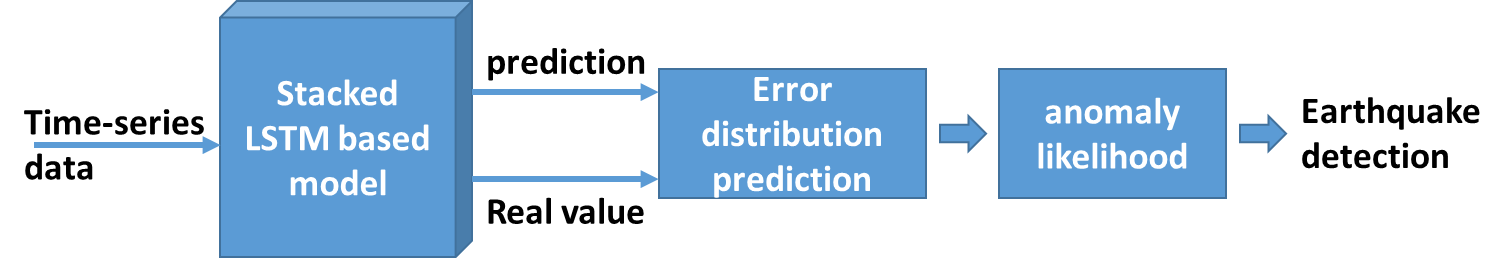 Time-series
data
Stacked
LSTM based
model
prediction
Real value
Error
distribution
prediction
anomaly
likelihood
Earthquake
detection